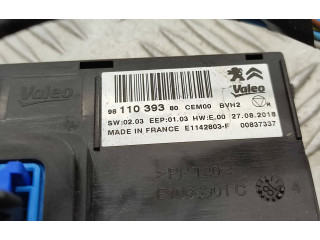 Valeo
Valeo
98 110 393 80 CEM00 BVH2
SW:02.03 EEP:01.03 HW:E.00 27.08.2018
MADE IN FRANCE E1142803-F 00837337